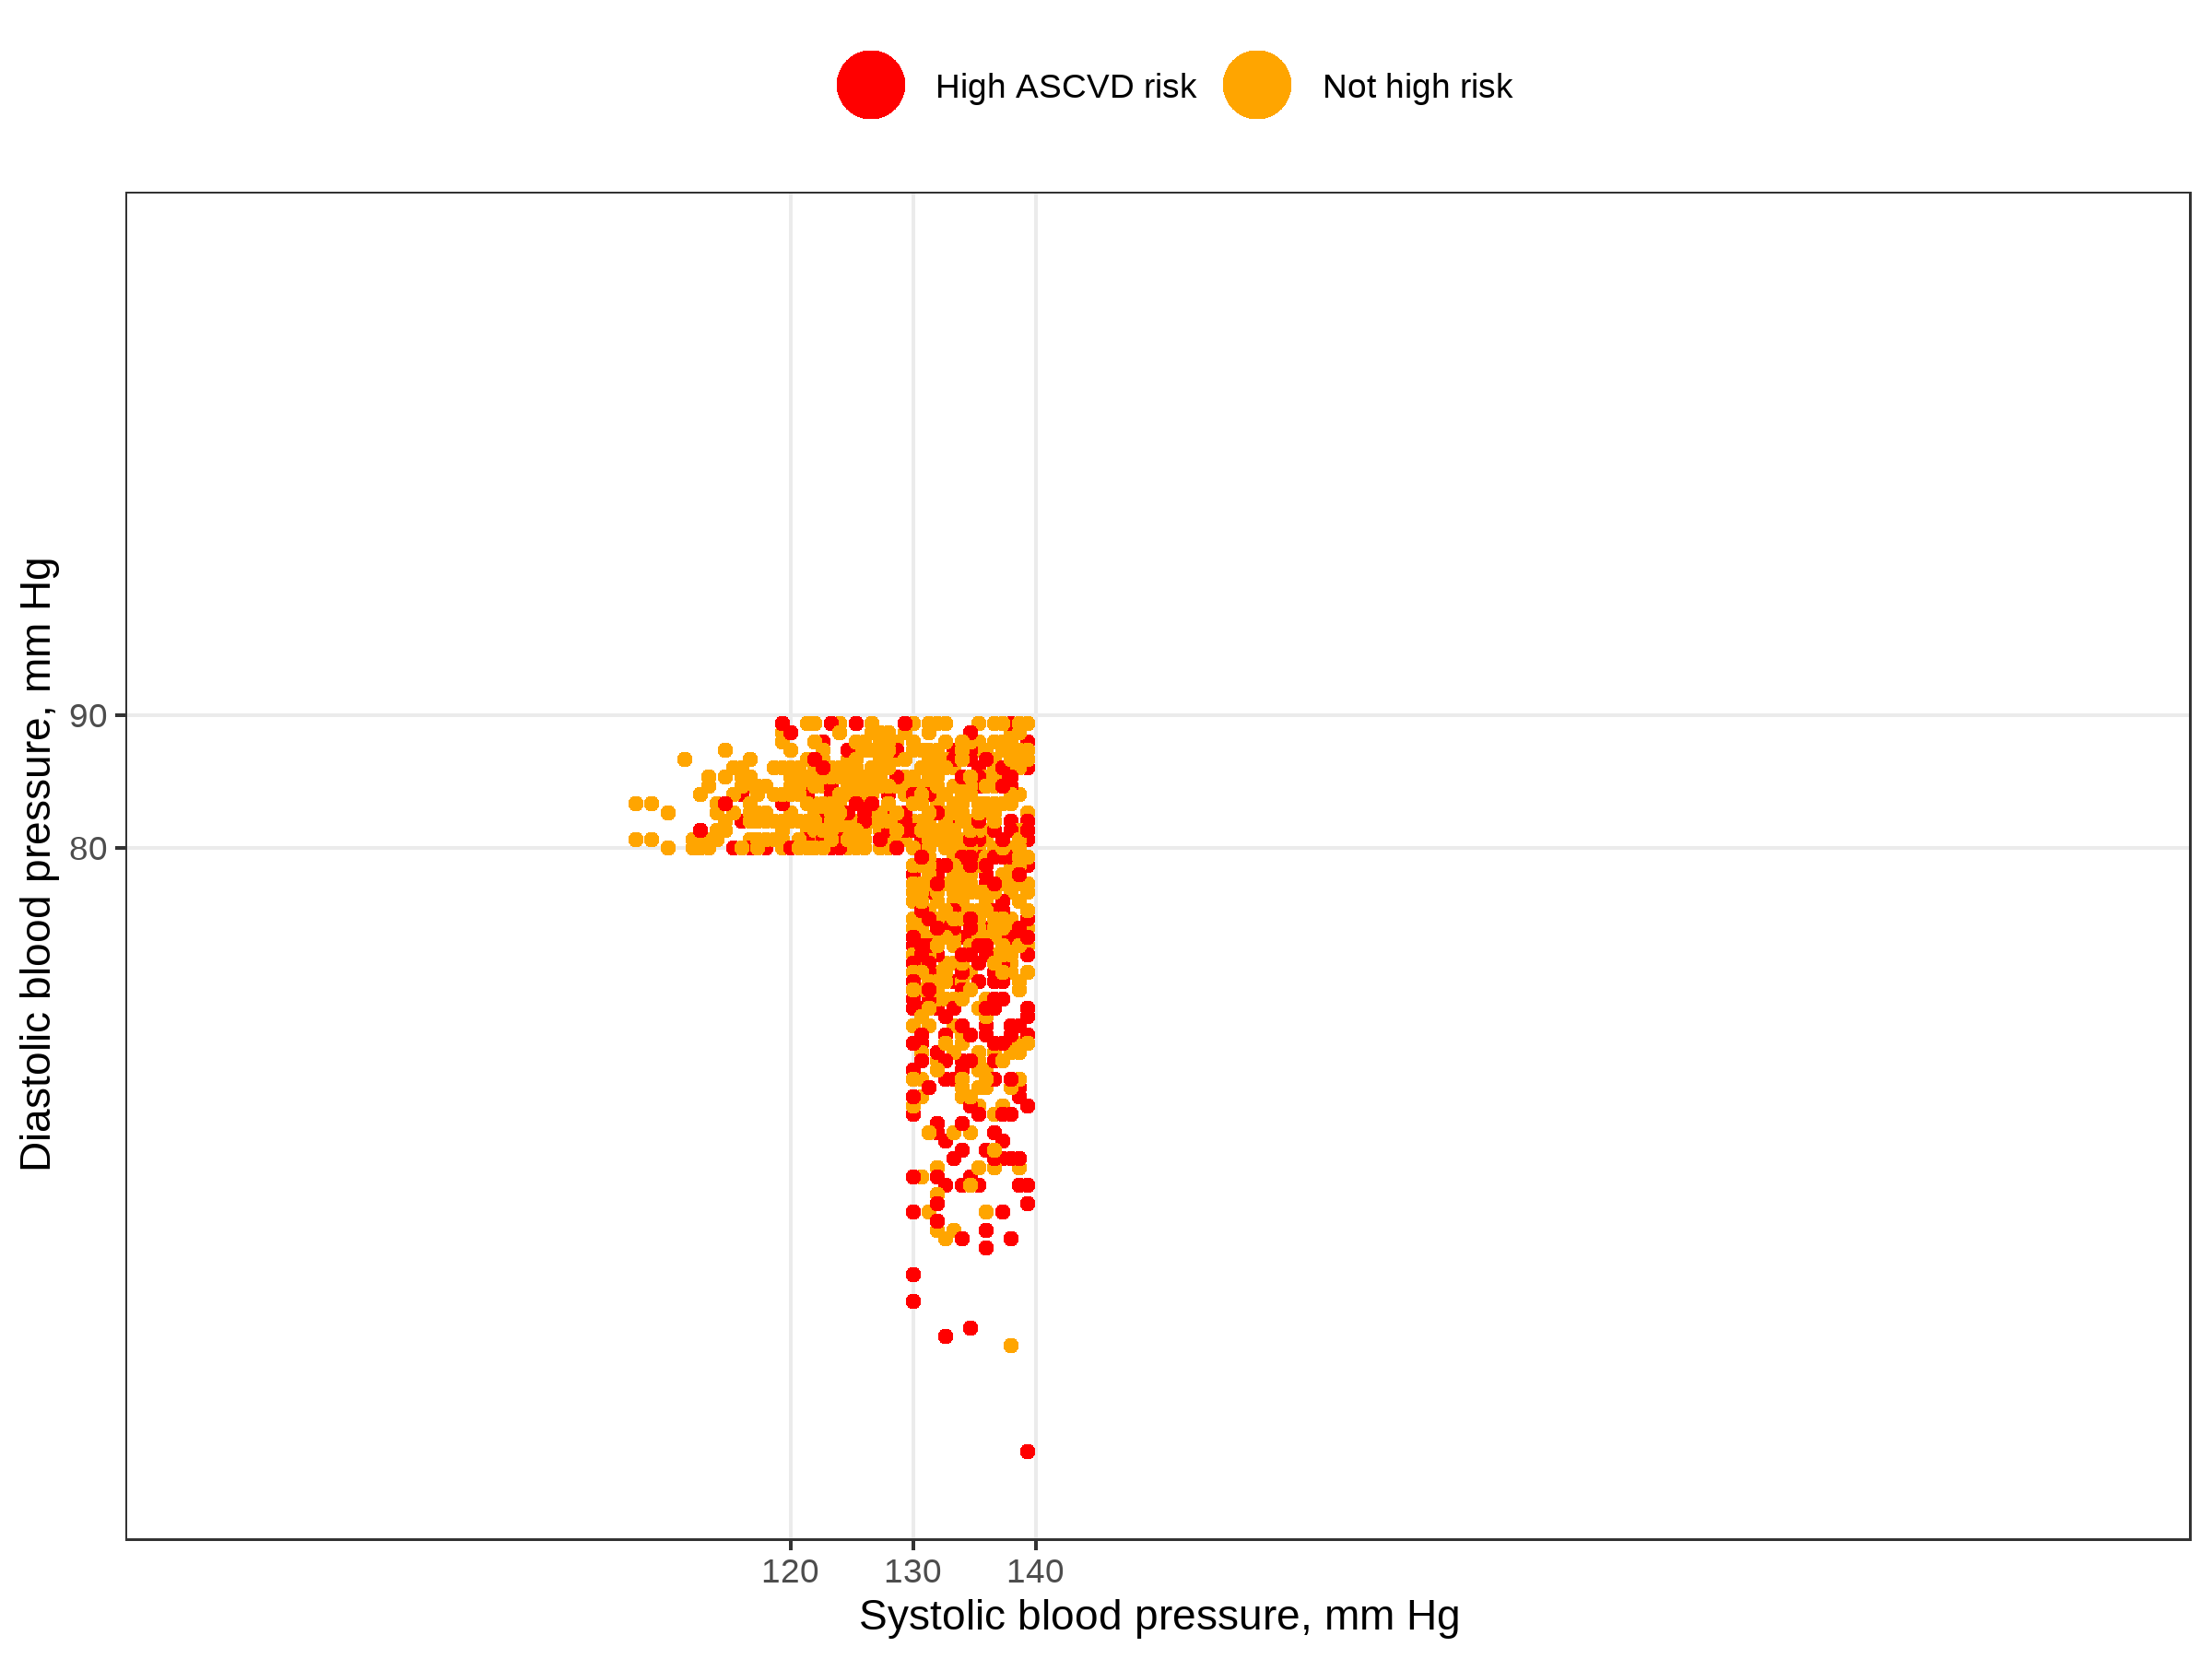 High ASCVD risk Not high risk
Diastolic blood pressure, mm Hg
90
80
120 130 140
Systolic blood pressure, mm Hg